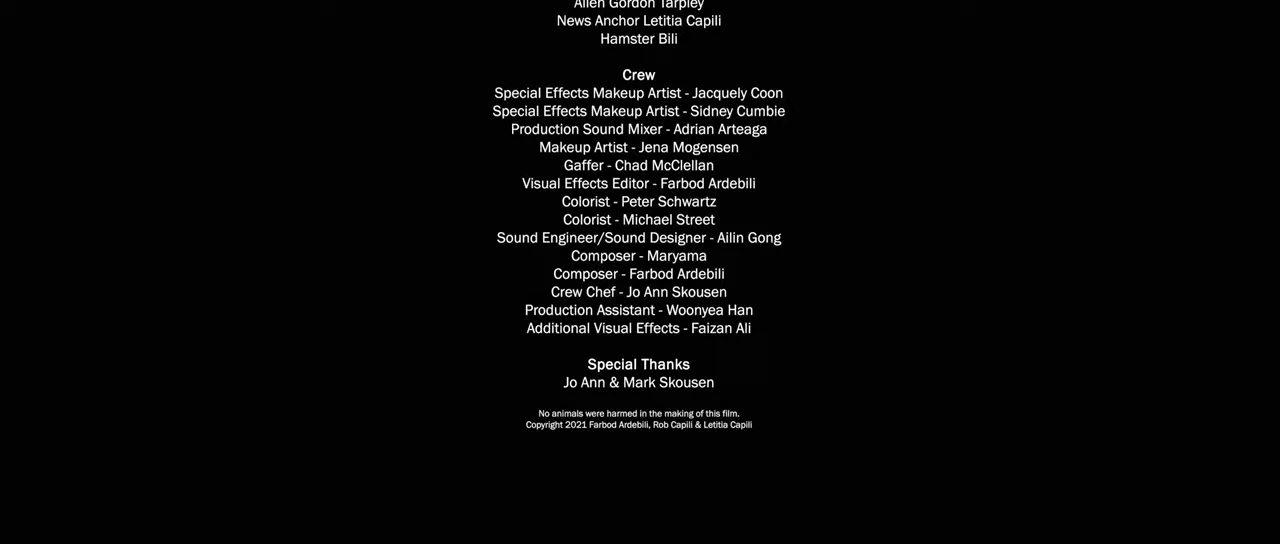 Allen Gordon Tarpley
News Anchor Letitia Capili
Hamster Bili
Crew
Special Effects Makeup Artist - Jacquely Coon
Special Effects Makeup Artist - Sidney Cumbie
Production Sound Mixer - Adrian Arteaga
Makeup Artist - Jena Mogensen
Gaffer - Chad McClellan
Visual Effects Editor - Farbod Ardebili
Colorist - Peter Schwartz
Colorist - Michael Street
Sound Engineer/Sound Designer - Ailin Gong
Composer - Maryama
Composer - Farbod Ardebili
Crew Chef - Jo Ann Skousen
Production Assistant - Woonyea Han
Additional Visual Effects - Faizan Ali
Special Thanks
Jo Ann & Mark Skousen
No animals were harmed in the making of this film.
Copyright 2021 Farbod Ardebili, Rob Capili & Letitia Capili